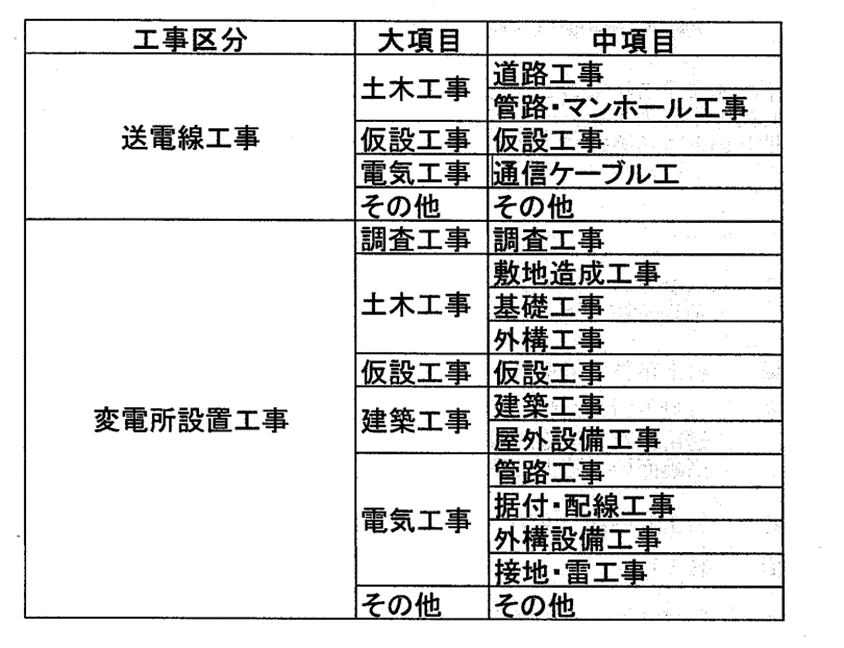 工事区分 大項目 中項目
送電線工事 土木工事 道路工事
管路・マンホール工事
仮設工事 仮設工事
電気工事 通信ケーブル工
その他 その他
変電所設置工事 調査工事 調査工事
土木工事 敷地造成工事
基礎工事
外構工事
仮設工事 仮設工事
建築工事 建築工事
屋外設備工事
電気工事 管路工事
据付・配線工事
外構設備工事
接地・雷工事
その他 その他